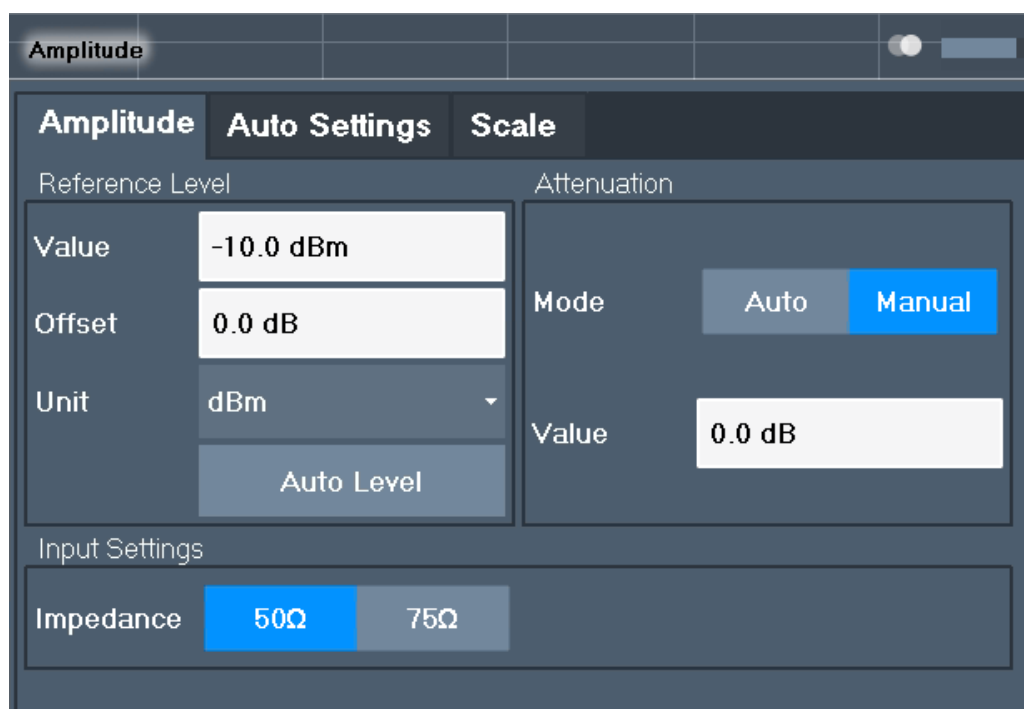 Amplitude
Amplitude Auto Settings Scale
Reference Level
Value -10.0 dBm
Offset 0.0 dB
Unit dBm
Auto Level
Attenuation
Mode Auto Manual
Value 0.0 dB
Input Settings
Impedance 50Ω 75Ω